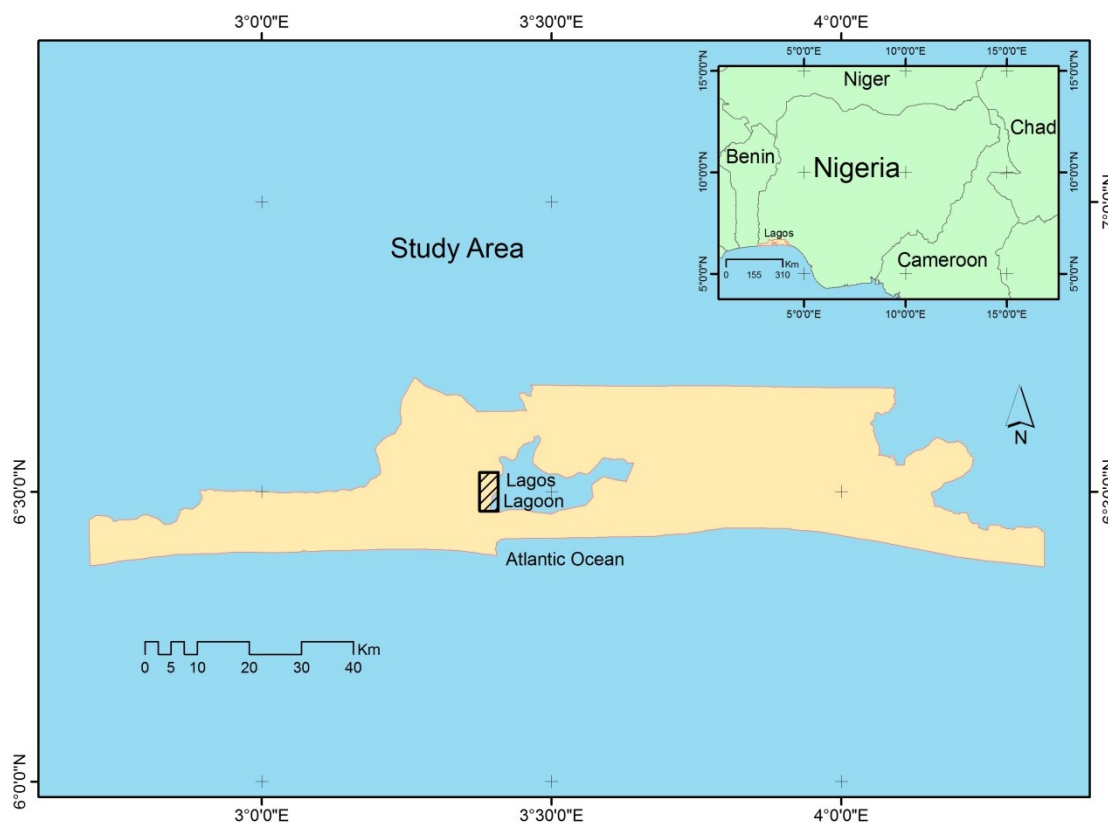 3°0'0"E 3°30'0"E 4°0'0"E
5°0'0"E 10°0'0"E 15°0'0"E
15°0'0"N 15°0'0"N
Niger
Chad
Benin
Nigeria
10°0'0"N 10°0'0"N
7°0'0"N
Lagos
Cameroon
Km
0 155 310
5°0'0"N 5°0'0"N
5°0'0"E 10°0'0"E 15°0'0"E
Study Area
N
6°30'0"N
Lagos
Lagoon
Atlantic Ocean
Km
0 5 10 20 30 40
6°0'0"N
3°0'0"E 3°30'0"E 4°0'0"E